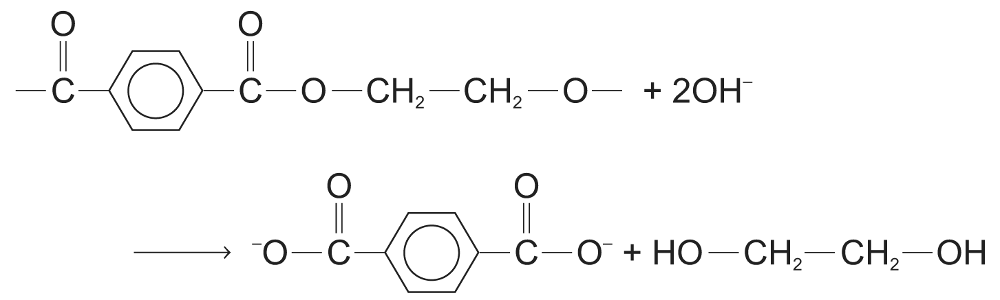 O O
C C O CH₂ CH₂ O + 2OH⁻
O O
⁻O C C O⁻ + HO CH₂ CH₂ OH